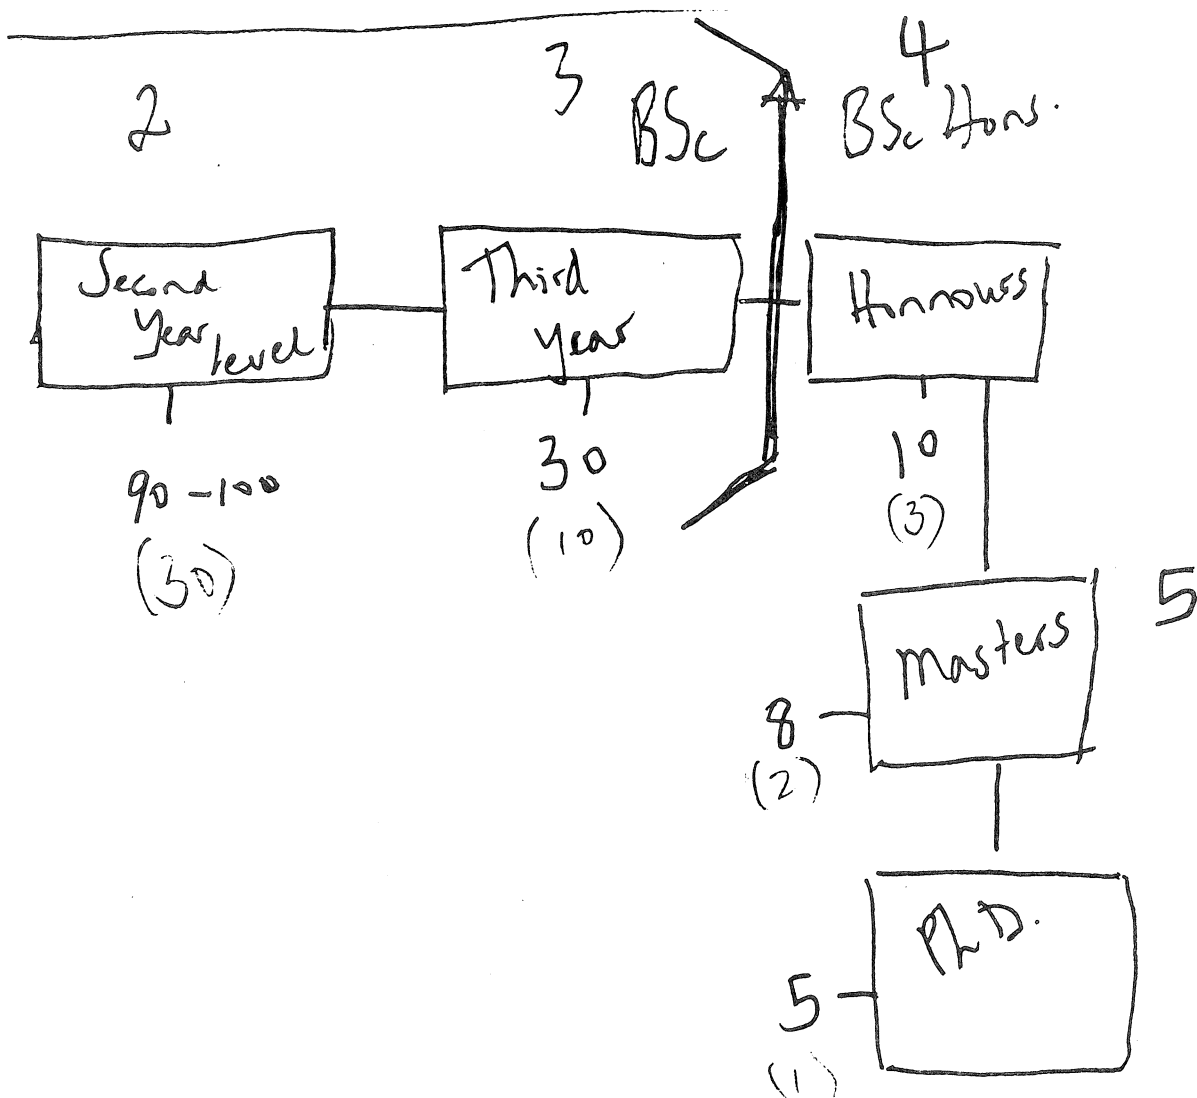 2
3
4
BSc
BSc Hons.
Second
Year
level
Third
year
Honnours
90-100
(30)
30
(10)
10
(3)
5
Masters
8
(2)
Ph.D.
5
(1)